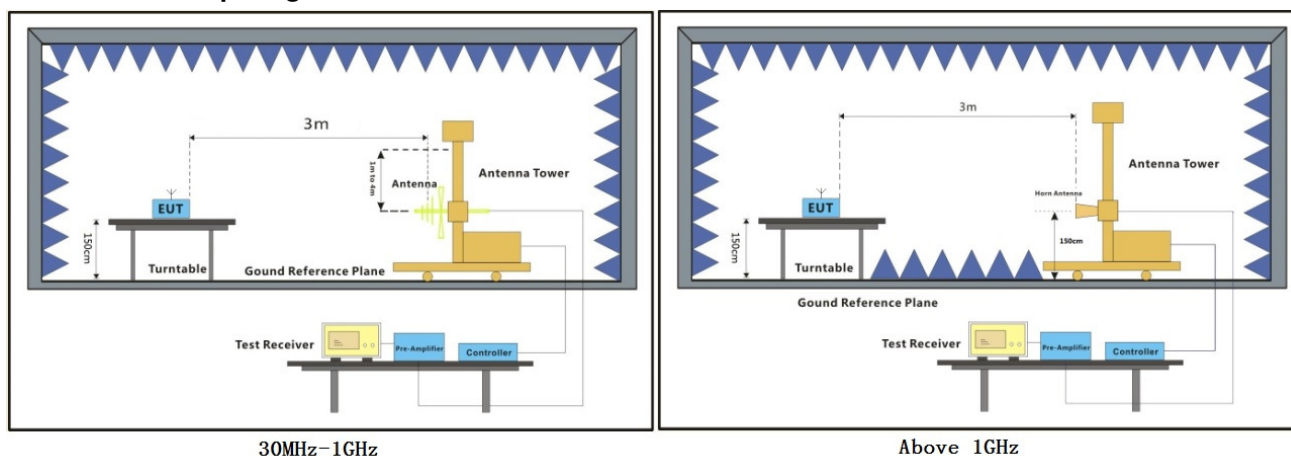 3m
1m to 4m
Antenna
Antenna Tower
EUT
150cm
Turntable
Gound Reference Plane
Test Receiver
Pre-Amplifier
Controller
30MHz-1GHz
3m
Antenna Tower
Horn Antenna
EUT
150cm
150cm
Turntable
Gound Reference Plane
Test Receiver
Pre-Amplifier
Controller
Above 1GHz